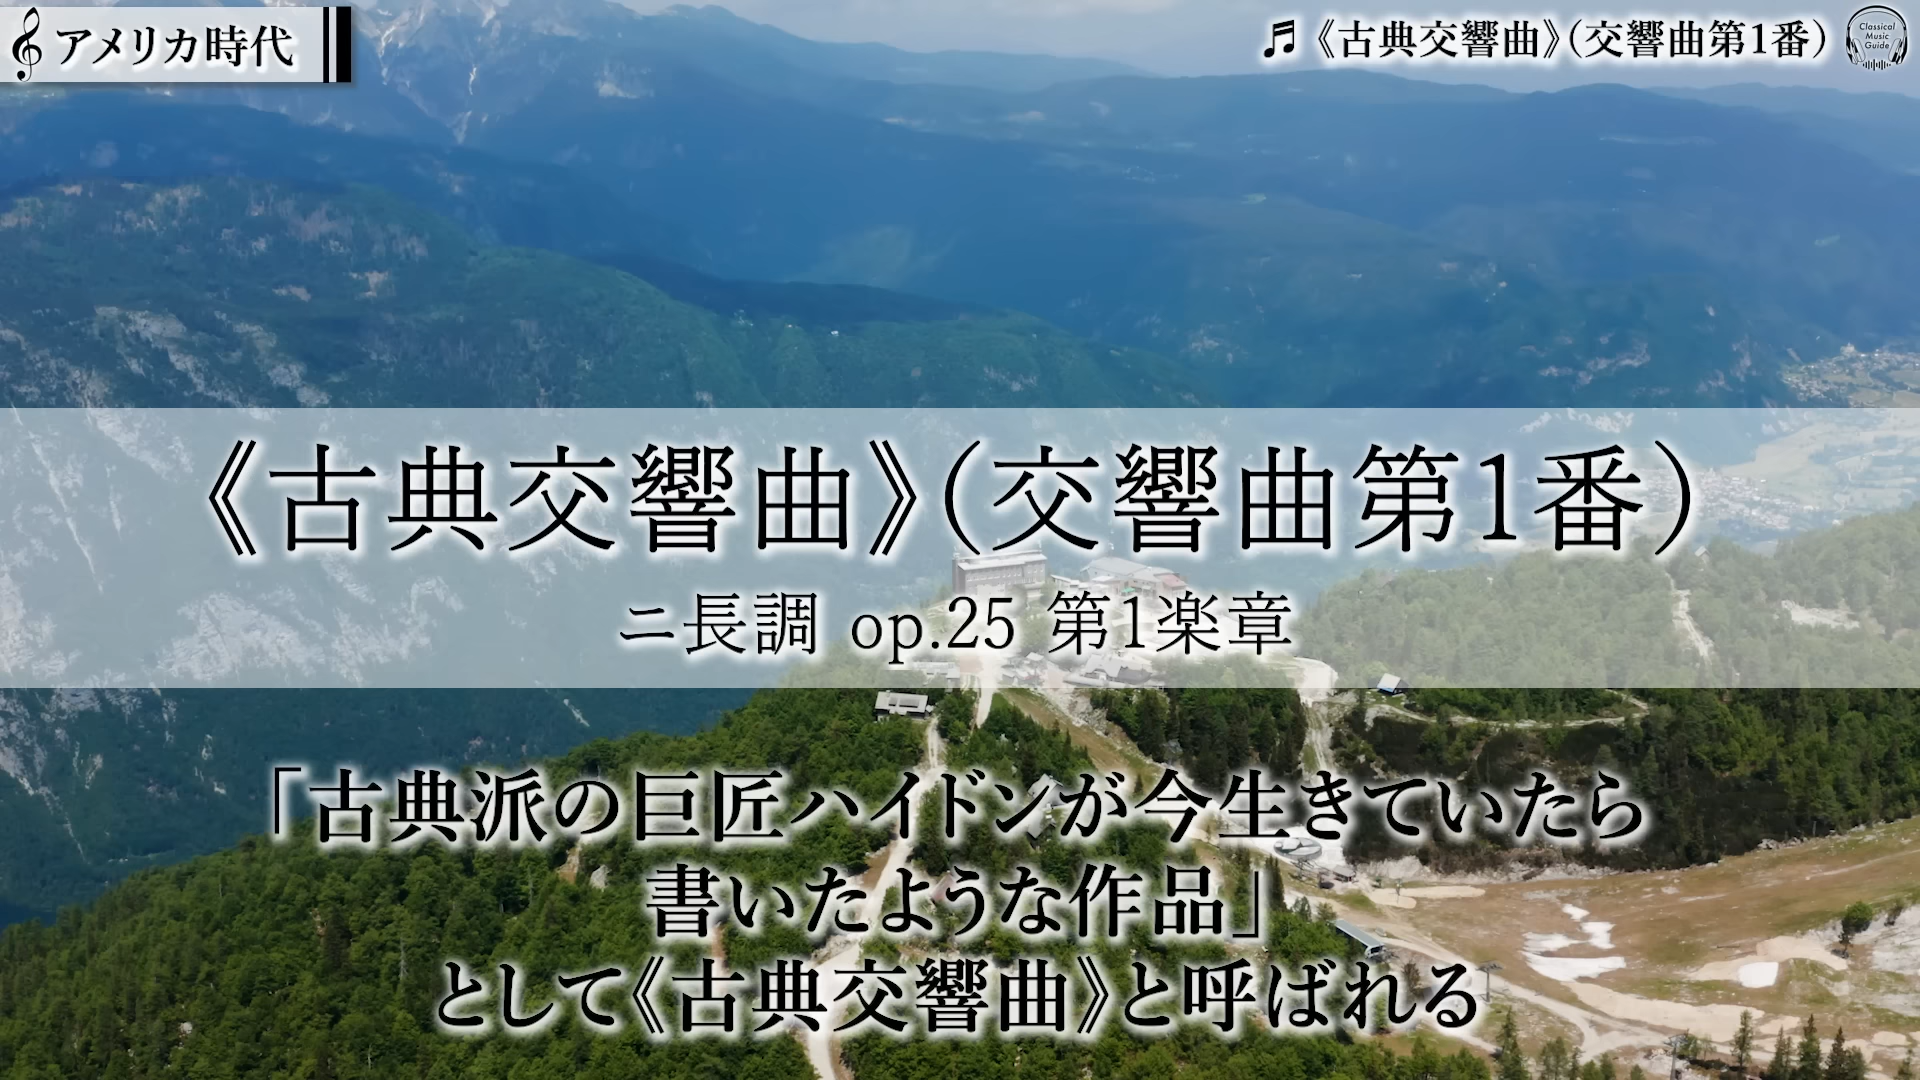 アメリカ時代
♬《古典交響曲》（交響曲第1番）
Classical
Music
Guide
《古典交響曲》（交響曲第1番）
ニ長調 op.25 第1楽章
「古典派の巨匠ハイドンが今生きていたら
書いたような作品」
として《古典交響曲》と呼ばれる